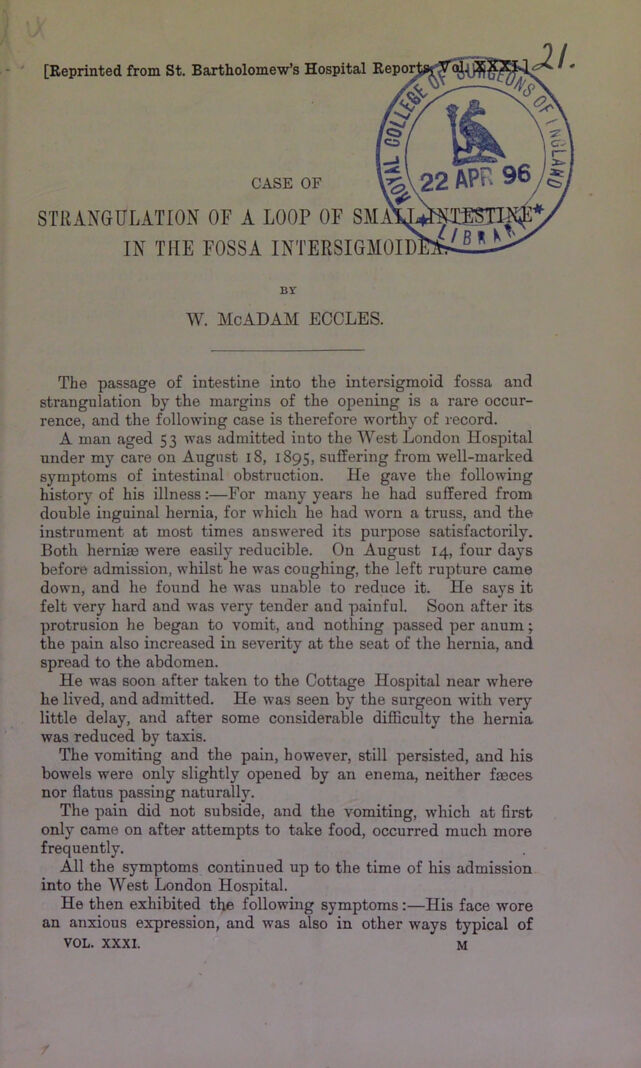 21.
[Reprinted from St. Bartholomew's Hospital Reports, Vol. XXXI.]
ROYAL COLLEGE OF SURGEONS OF ENGLAND
22 APR 96
* LIBRARY *
CASE OF
STRANGULATION OF A LOOP OF SMALL INTESTINE
IN THE FOSSA INTERSIGMOIDEA.
BY
W. McADAM ECCLES.
The passage of intestine into the intersigmoid fossa and
strangulation by the margins of the opening is a rare occur-
rence, and the following case is therefore worthy of record.
A man aged 53 was admitted into the West London Hospital
under my care on August 18, 1895, suffering from well-marked
symptoms of intestinal obstruction. He gave the following
history of his illness:—For many years he had suffered from
double inguinal hernia, for which he had worn a truss, and the
instrument at most times answered its purpose satisfactorily.
Both herniæ were easily reducible. On August 14, four days
before admission, whilst he was coughing, the left rupture came
down, and he found he was unable to reduce it. He says it
felt very hard and was very tender and painful. Soon after its
protrusion he began to vomit, and nothing passed per anum;
the pain also increased in severity at the seat of the hernia, and
spread to the abdomen.
He was soon after taken to the Cottage Hospital near where
he lived, and admitted. He was seen by the surgeon with very
little delay, and after some considerable difficulty the hernia
was reduced by taxis.
The vomiting and the pain, however, still persisted, and his
bowels were only slightly opened by an enema, neither fæces
nor flatus passing naturally.
The pain did not subside, and the vomiting, which at first
only came on after attempts to take food, occurred much more
frequently.
All the symptoms continued up to the time of his admission
into the West London Hospital.
He then exhibited the following symptoms:—His face wore
an anxious expression, and was also in other ways typical of
VOL. XXXI. M